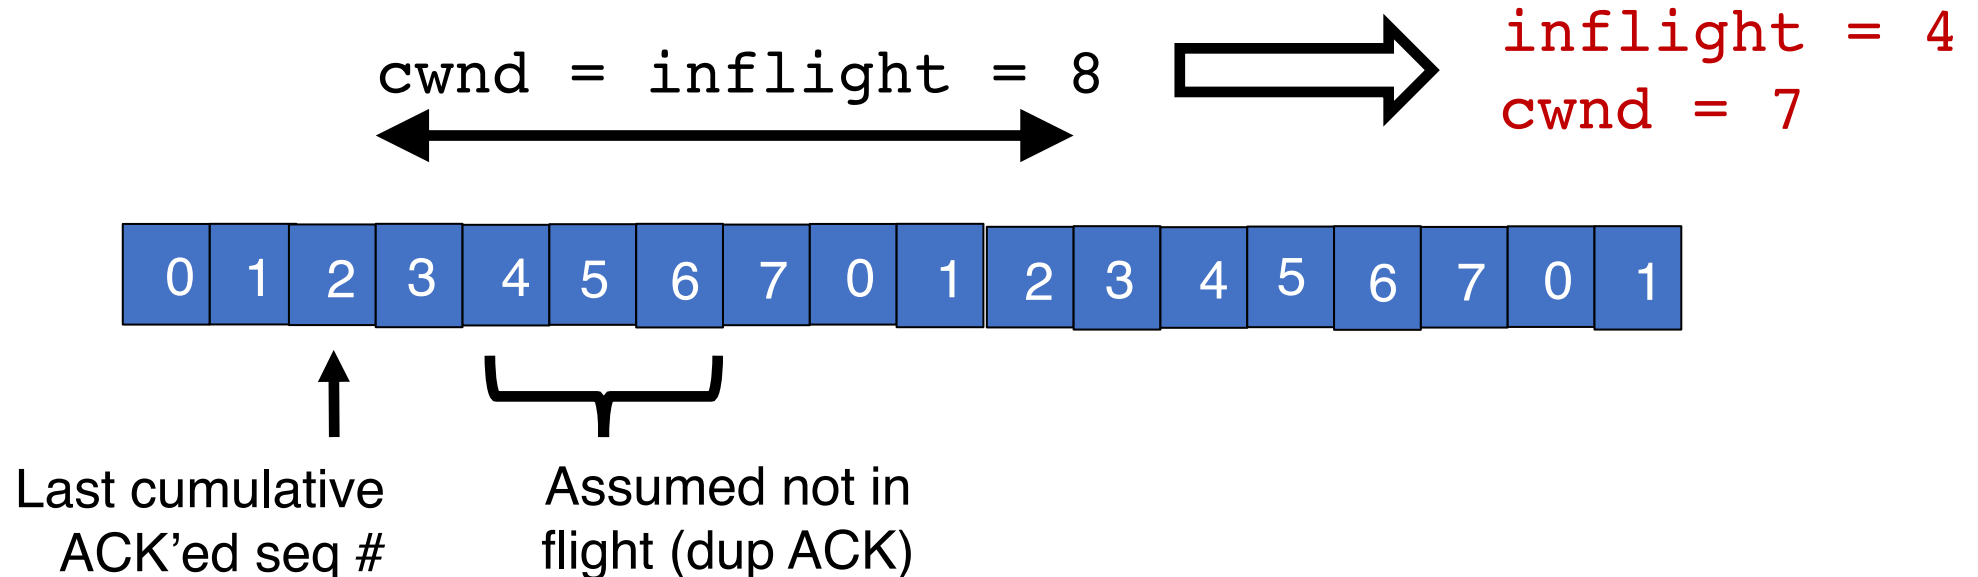 cwnd = inflight = 8
inflight = 4
cwnd = 7
0 1 2 3 4 5 6 7 0 1 2 3 4 5 6 7 0 1
Last cumulative
ACK’ed seq #
Assumed not in
flight (dup ACK)